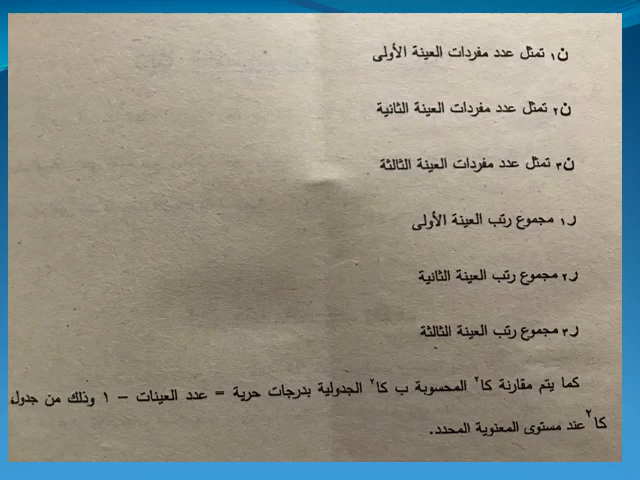 ن١ تمثل عدد مفردات العينة الأولى
ن٢ تمثل عدد مفردات العينة الثانية
ن٣ تمثل عدد مفردات العينة الثالثة
ر١ مجموع رتب العينة الأولى
ر٢ مجموع رتب العينة الثانية
ر٣ مجموع رتب العينة الثالثة
كما يتم مقارنة كا٢ المحسوبة ب كا٢ الجدولية بدرجات حرية = عدد العينات – ١ وذلك من جدول
كا٢ عند مستوى المعنوية المحدد.